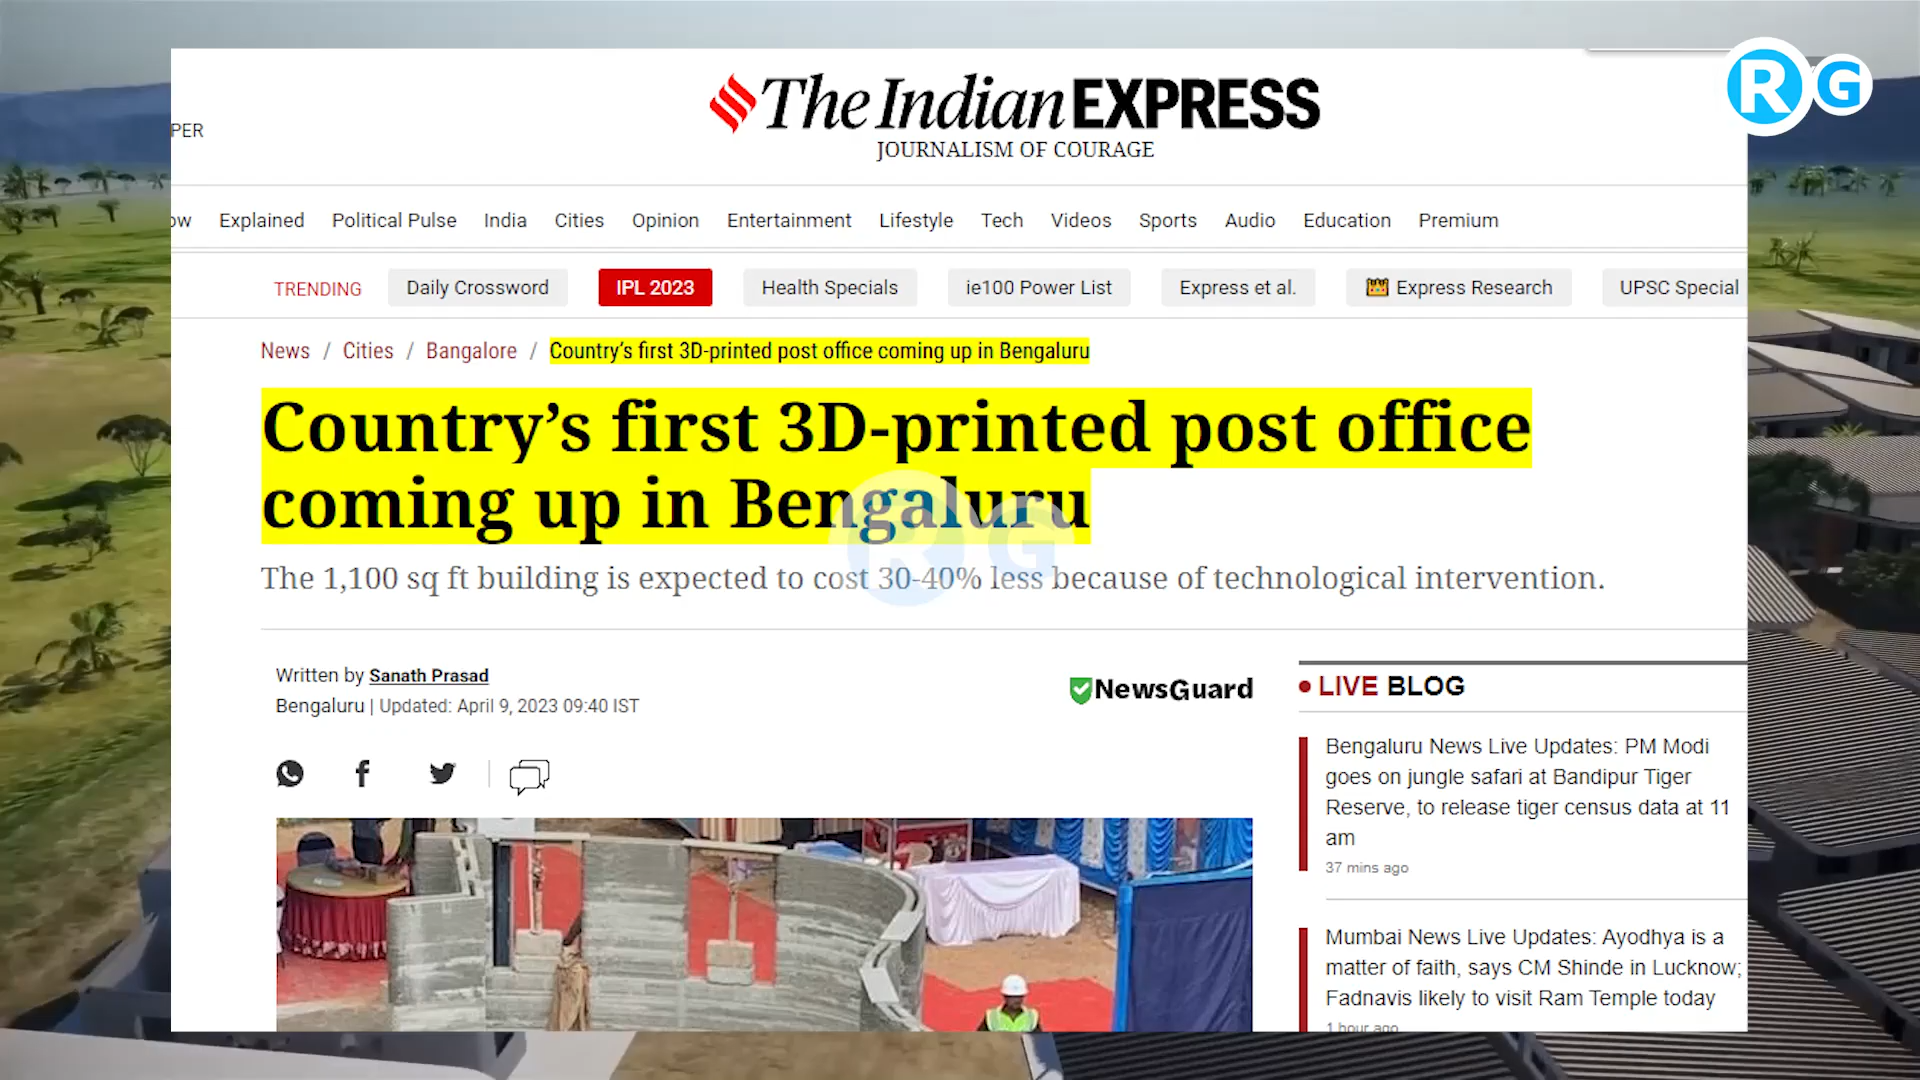 RG
The Indian EXPRESS
JOURNALISM OF COURAGE
PER
ow Explained Political Pulse India Cities Opinion Entertainment Lifestyle Tech Videos Sports Audio Education Premium
TRENDING Daily Crossword IPL 2023 Health Specials ie100 Power List Express et al. Express Research UPSC Special
News / Cities / Bangalore / Country's first 3D-printed post office coming up in Bengaluru
Country's first 3D-printed post office
coming up in Bengaluru
RG
The 1,100 sq ft building is expected to cost 30-40% less because of technological intervention.
Written by Sanath Prasad
Bengaluru | Updated: April 9, 2023 09:40 IST
NewsGuard
LIVE BLOG
Bengaluru News Live Updates: PM Modi
goes on jungle safari at Bandipur Tiger
Reserve, to release tiger census data at 11
am
37 mins ago
Mumbai News Live Updates: Ayodhya is a
matter of faith, says CM Shinde in Lucknow;
Fadnavis likely to visit Ram Temple today
1 hour ago